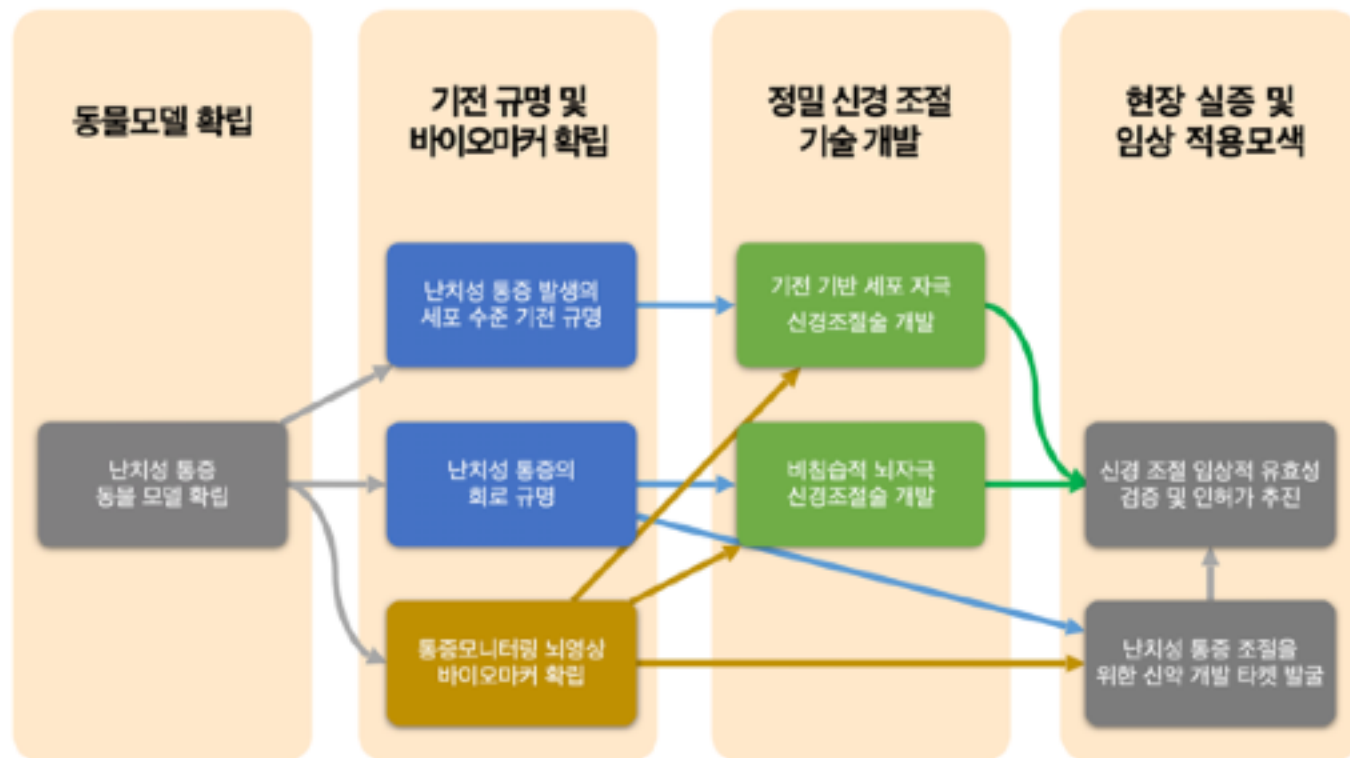 동물모델 확립
기전 규명 및
바이오마커 확립
정밀 신경 조절
기술 개발
현장 실증 및
임상 적용모색
난치성 통증
동물 모델 확립
난치성 통증 발생의
세포 수준 기전 규명
난치성 통증의
회로 규명
통증모니터링 뇌영상
바이오마커 확립
기전 기반 세포 자극
신경조절술 개발
비침습적 뇌자극
신경조절술 개발
신경 조절 임상적 유효성
검증 및 인허가 추진
난치성 통증 조절을
위한 신약 개발 타켓 발굴